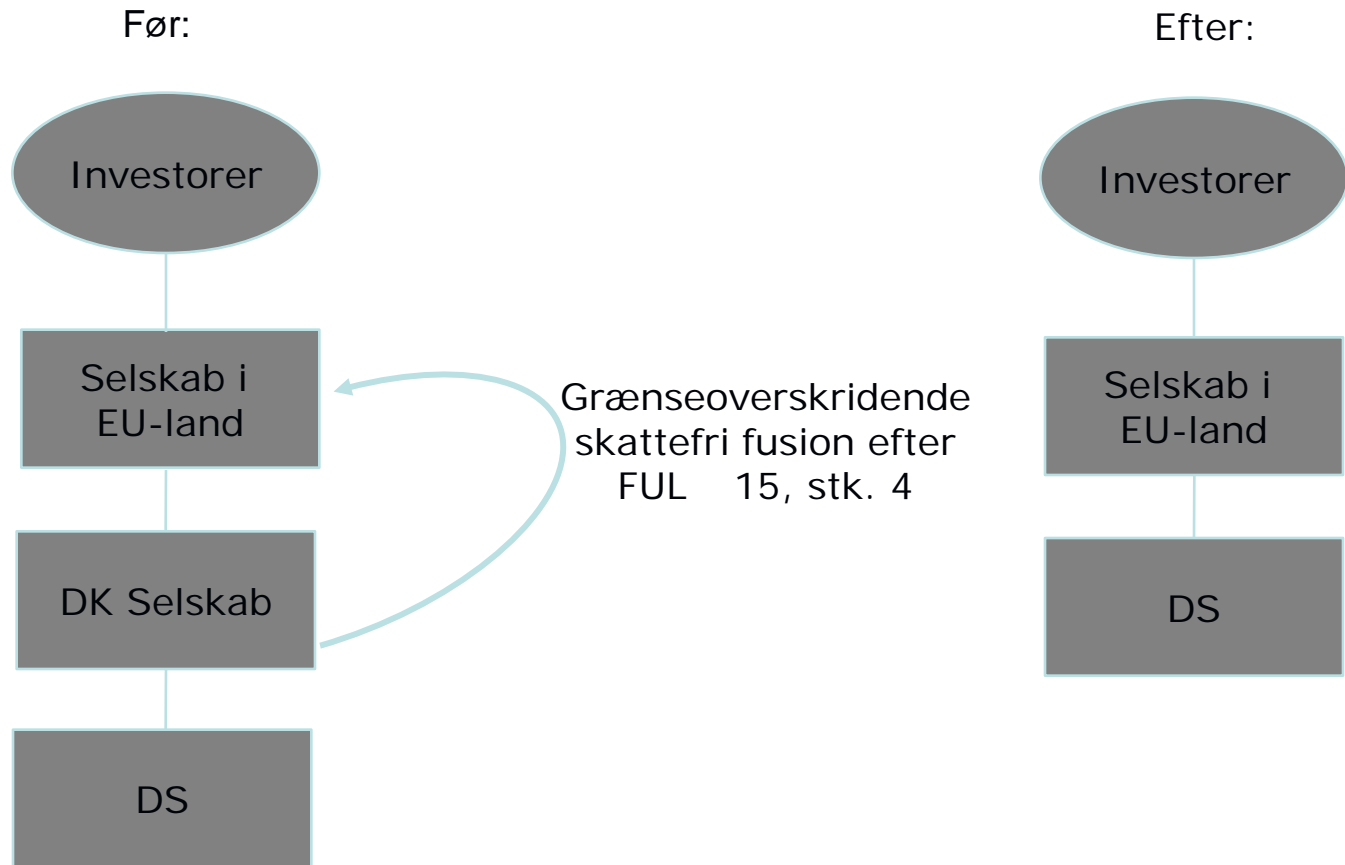 Før:
Efter:
Investorer
Selskab i
EU-land
DK Selskab
DS
Grænseoverskridende
skattefri fusion efter
FUL 15, stk. 4
Investorer
Selskab i
EU-land
DS